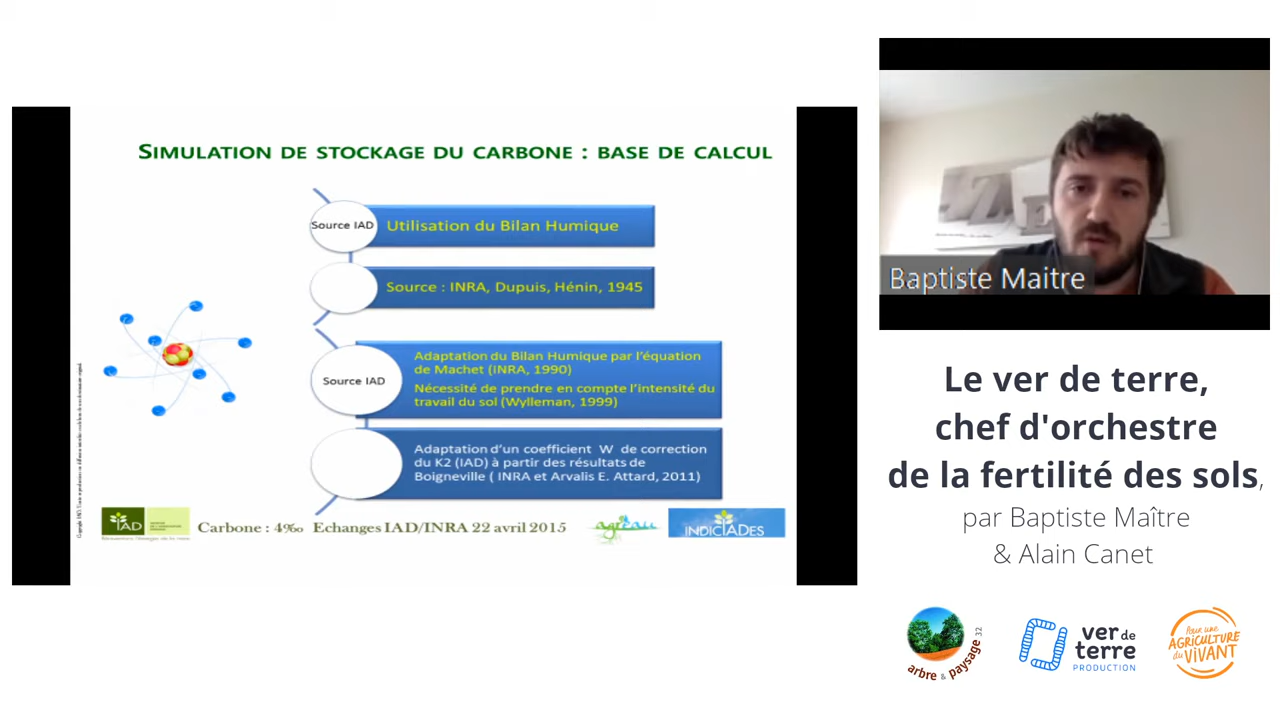 SIMULATION DE STOCKAGE DU CARBONE : BASE DE CALCUL
Source IAD
Utilisation du Bilan Humique
Source : INRA, Dupuis, Hénin, 1945
Source IAD
Adaptation du Bilan Humique par l'équation
de Machet (INRA, 1990)
Nécessité de prendre en compte l'intensité du
travail du sol (Wylleman, 1999)
Adaptation d'un coefficient W de correction
du K2 (IAD) à partir des résultats de
Boigneville ( INRA et Arvalis E. Attard, 2011)
IAD
Carbone : 4‰ Echanges IAD/INRA 22 avril 2015
agr'eau
INDICIADES
Baptiste Maitre
Le ver de terre,
chef d'orchestre
de la fertilité des sols,
par Baptiste Maître
& Alain Canet
arbre & paysage 32
ver de
terre
PRODUCTION
Pour une
AGRICULTURE
du VIVANT